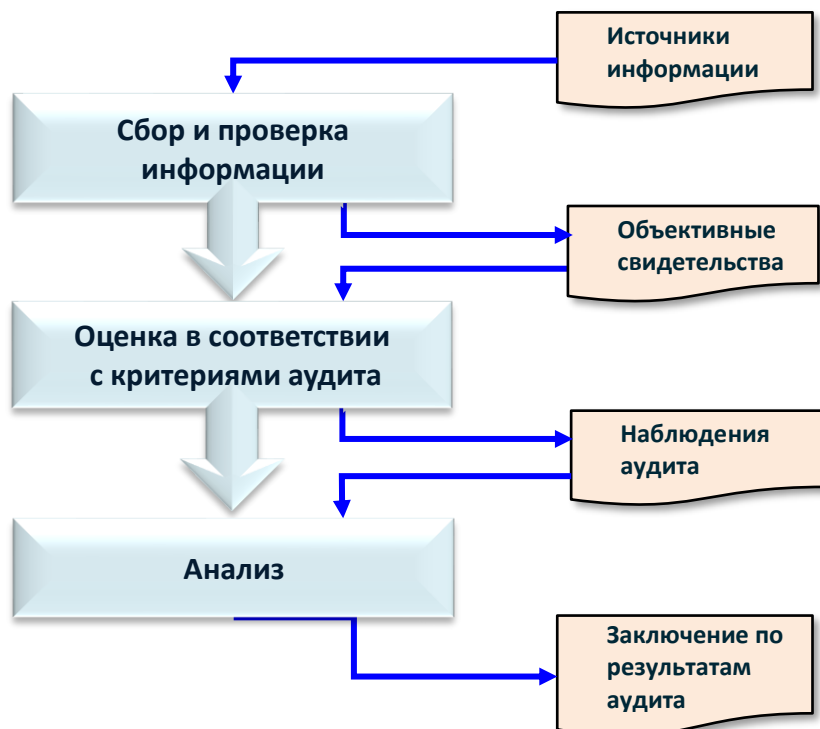 Источники
информации
Сбор и проверка
информации
Объективные
свидетельства
Оценка в соответствии
с критериями аудита
Наблюдения
аудита
Анализ
Заключение по
результатам
аудита